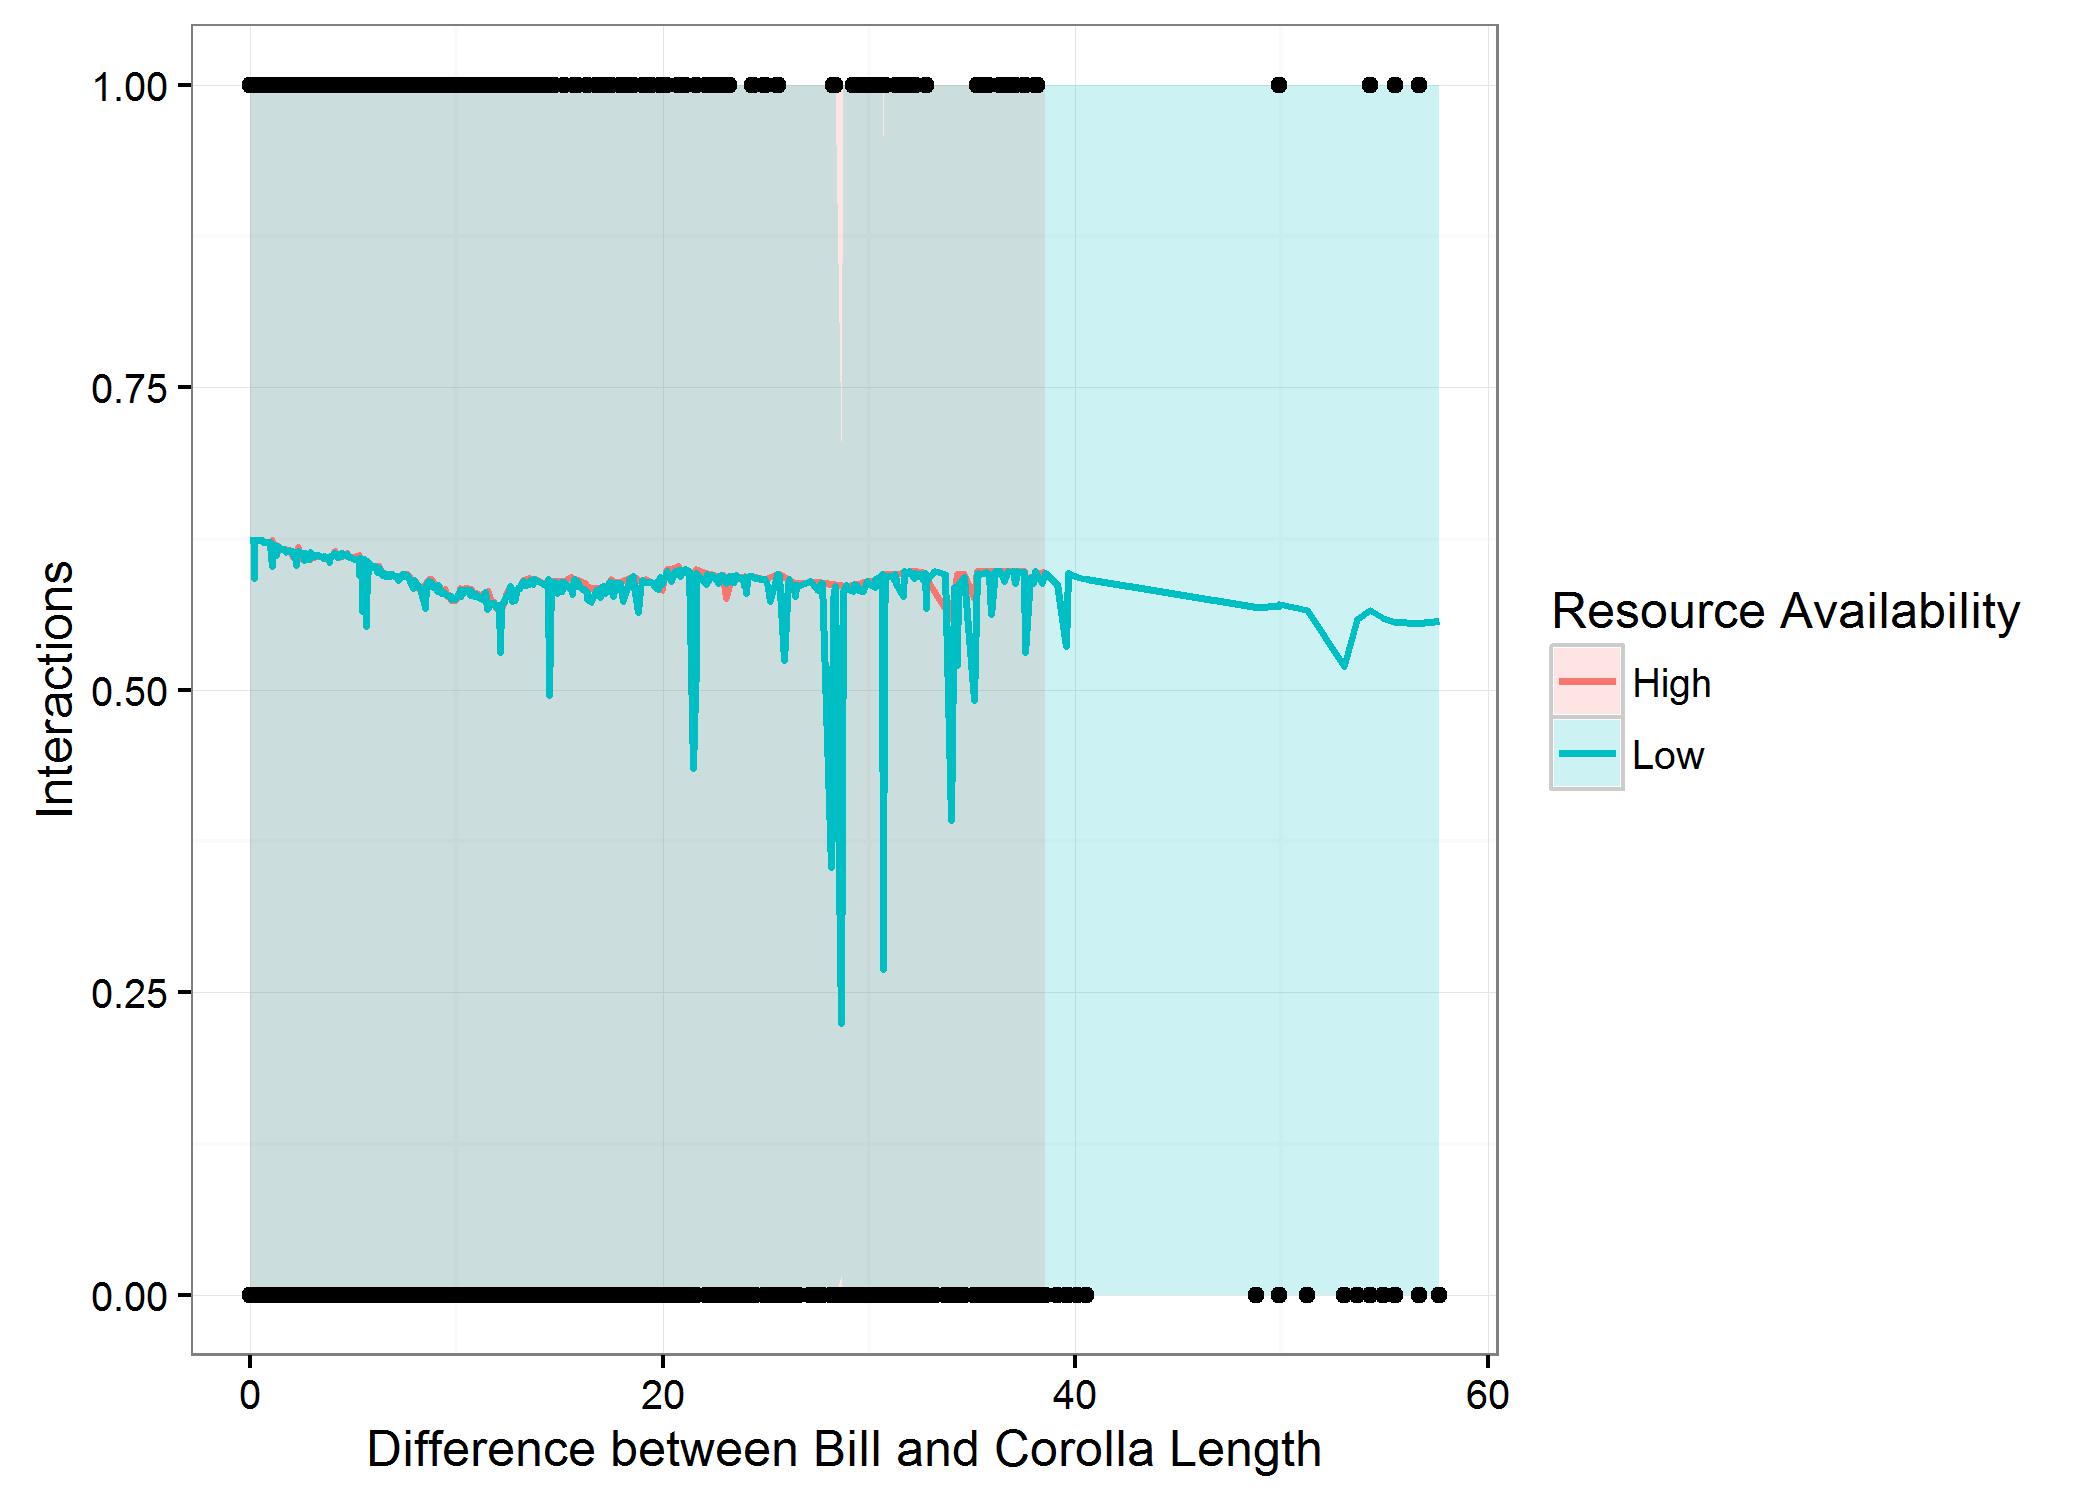 1.00
0.75
0.50
0.25
0.00
Interactions
0
20
40
60
Difference between Bill and Corolla Length
Resource Availability
High
Low